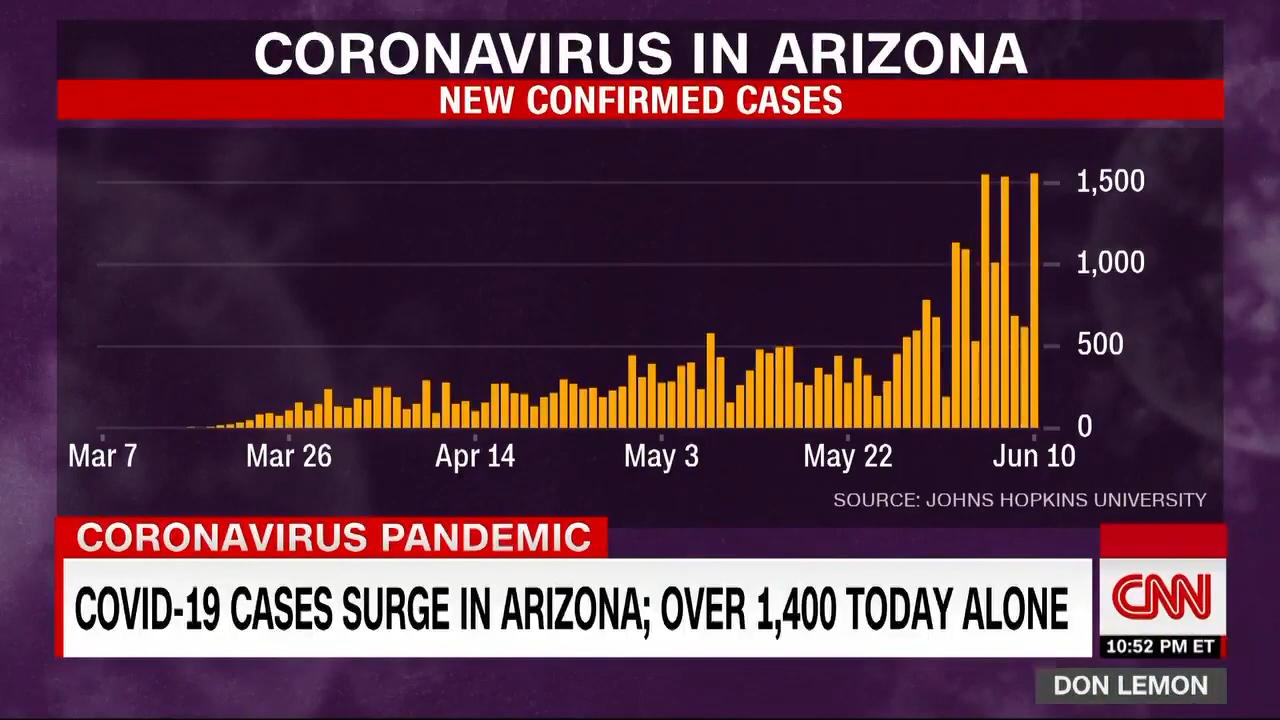 CORONAVIRUS IN ARIZONA
NEW CONFIRMED CASES
1,500
1,000
500
0
Mar 7 Mar 26 Apr 14 May 3 May 22 Jun 10
SOURCE: JOHNS HOPKINS UNIVERSITY
CORONAVIRUS PANDEMIC
COVID-19 CASES SURGE IN ARIZONA; OVER 1,400 TODAY ALONE
CNN
10:52 PM ET
DON LEMON